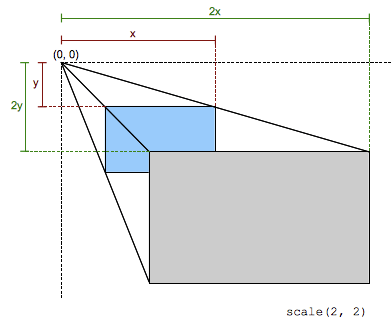 2x
x
(0, 0)
y
2y
scale(2, 2)